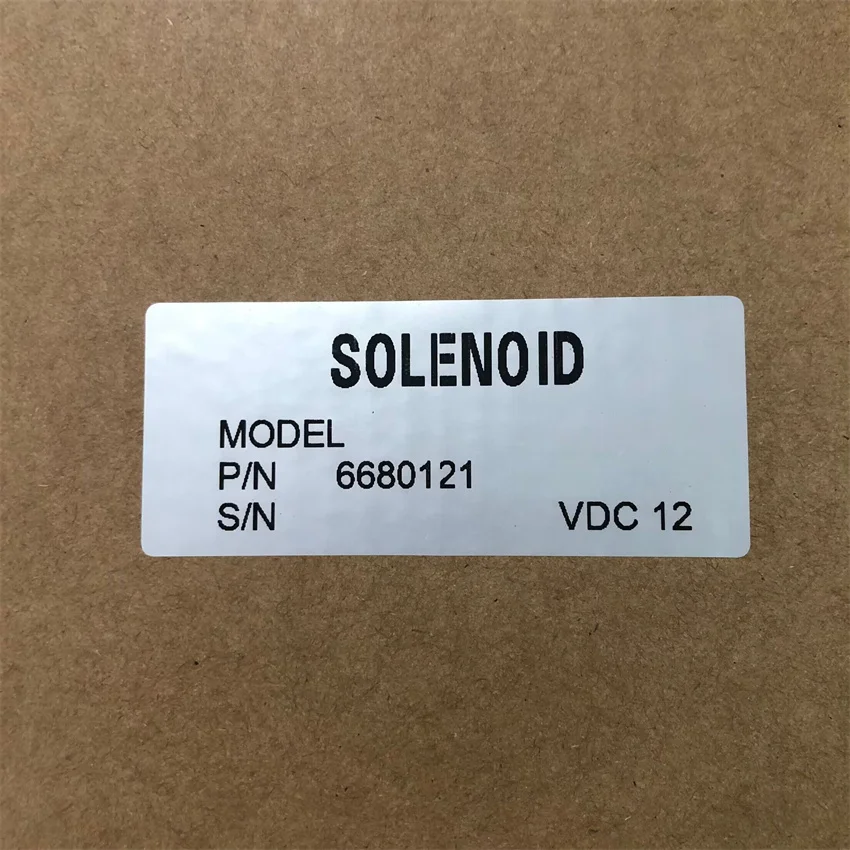 SOLENOID
MODEL
P/N 6680121
S/N VDC 12